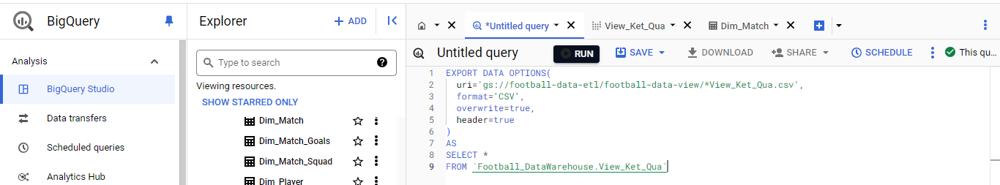 BigQuery
Explorer
+ ADD
*Untitled query
View_Ket_Qua
Dim_Match
Analysis
BigQuery Studio
Data transfers
Scheduled queries
Analytics Hub
Type to search
Viewing resources.
SHOW STARRED ONLY
Dim_Match
Dim_Match_Goals
Dim_Match_Squad
Dim_Player
Untitled query
RUN
SAVE
DOWNLOAD
SHARE
SCHEDULE
This qu...
1 EXPORT DATA OPTIONS(
2 uri='gs://football-data-etl/football-data-view/*View_Ket_Qua.csv',
3 format='CSV',
4 overwrite=true,
5 header=true
6 )
7 AS
8 SELECT *
9 FROM `Football_DataWarehouse.View_Ket_Qua`